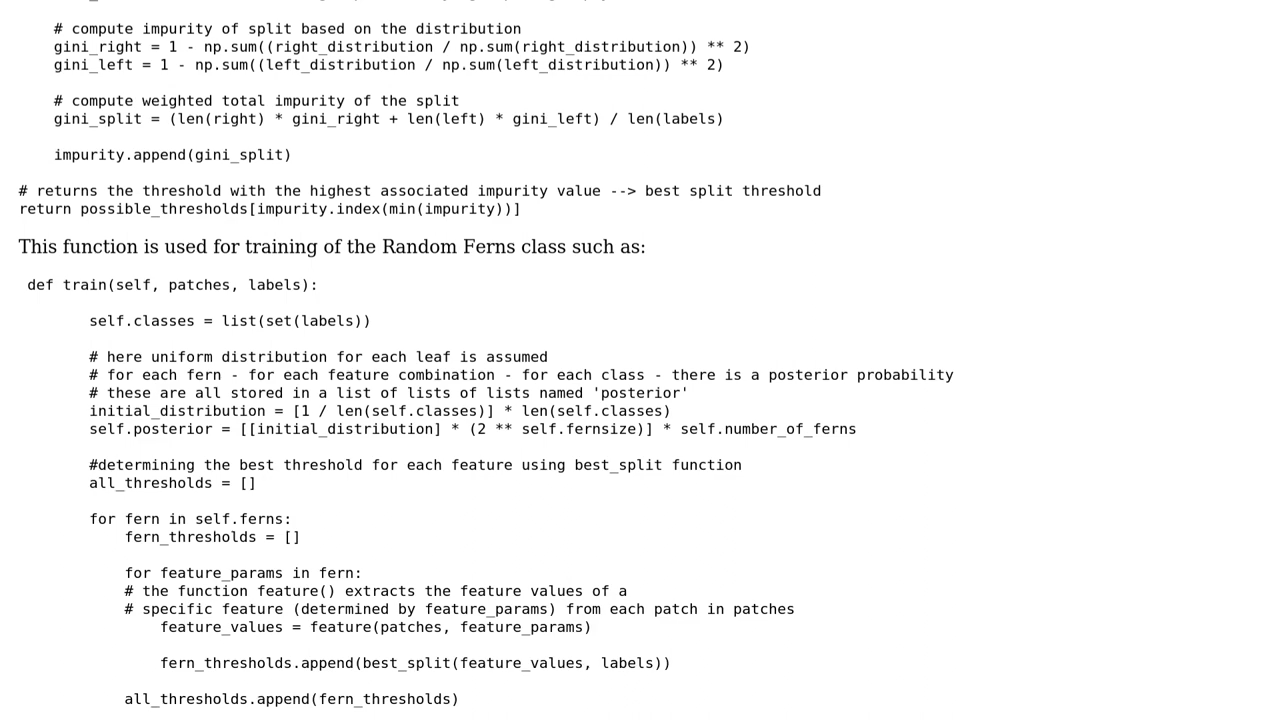 # compute impurity of split based on the distribution
gini_right = 1 - np.sum((right_distribution / np.sum(right_distribution)) ** 2)
gini_left = 1 - np.sum((left_distribution / np.sum(left_distribution)) ** 2)
# compute weighted total impurity of the split
gini_split = (len(right) * gini_right + len(left) * gini_left) / len(labels)
impurity.append(gini_split)
# returns the threshold with the highest associated impurity value --> best split threshold
return possible_thresholds[impurity.index(min(impurity))]
This function is used for training of the Random Ferns class such as:
def train(self, patches, labels):
self.classes = list(set(labels))
# here uniform distribution for each leaf is assumed
# for each fern - for each feature combination - for each class - there is a posterior probability
# these are all stored in a list of lists of lists named 'posterior'
initial_distribution = [1 / len(self.classes)] * len(self.classes)
self.posterior = [[initial_distribution] * (2 ** self.fernsize)] * self.number_of_ferns
#determining the best threshold for each feature using best_split function
all_thresholds = []
for fern in self.ferns:
fern_thresholds = []
for feature_params in fern:
# the function feature() extracts the feature values of a
# specific feature (determined by feature_params) from each patch in patches
feature_values = feature(patches, feature_params)
fern_thresholds.append(best_split(feature_values, labels))
all_thresholds.append(fern_thresholds)